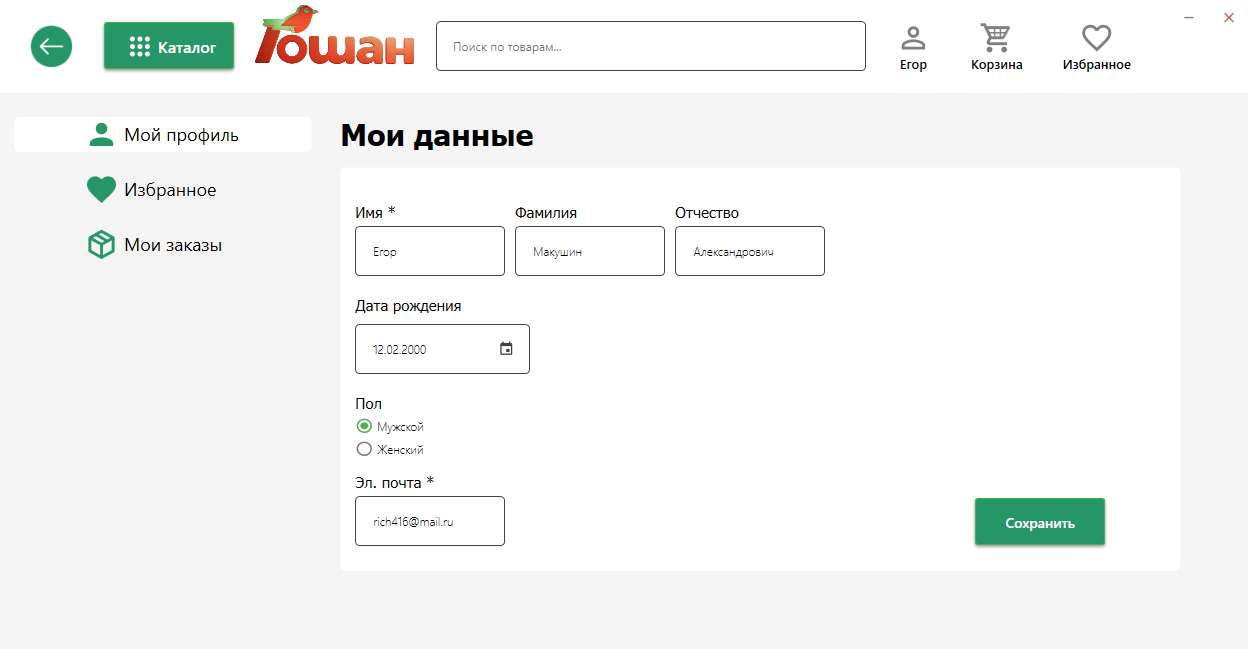 Каталог
Гошан
Поиск по товарам...
Егор
Корзина
Избранное
Мой профиль
Избранное
Мои заказы
Мои данные
Имя * Фамилия Отчество
Егор Макушин Александрович
Дата рождения
12.02.2000
Пол
Мужской
Женский
Эл. почта *
rich416@mail.ru
Сохранить